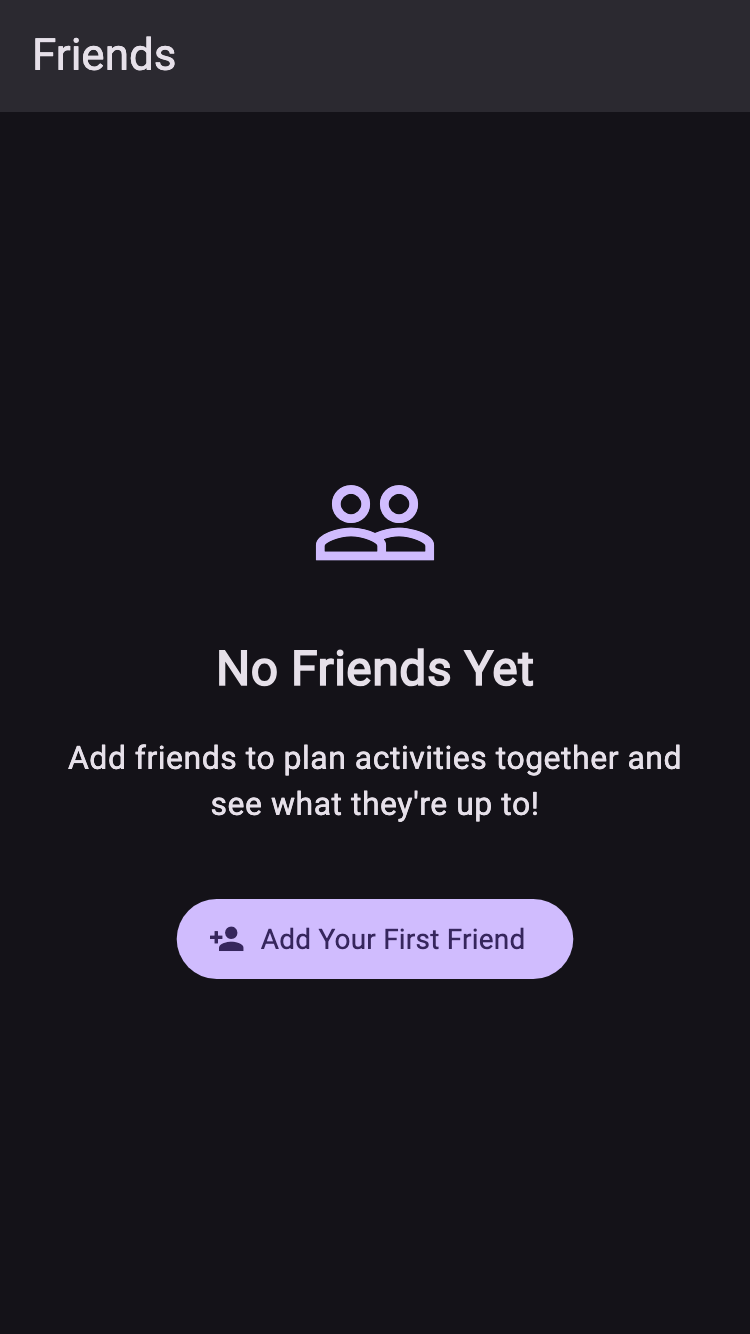 Friends
No Friends Yet
Add friends to plan activities together and
see what they're up to!
Add Your First Friend